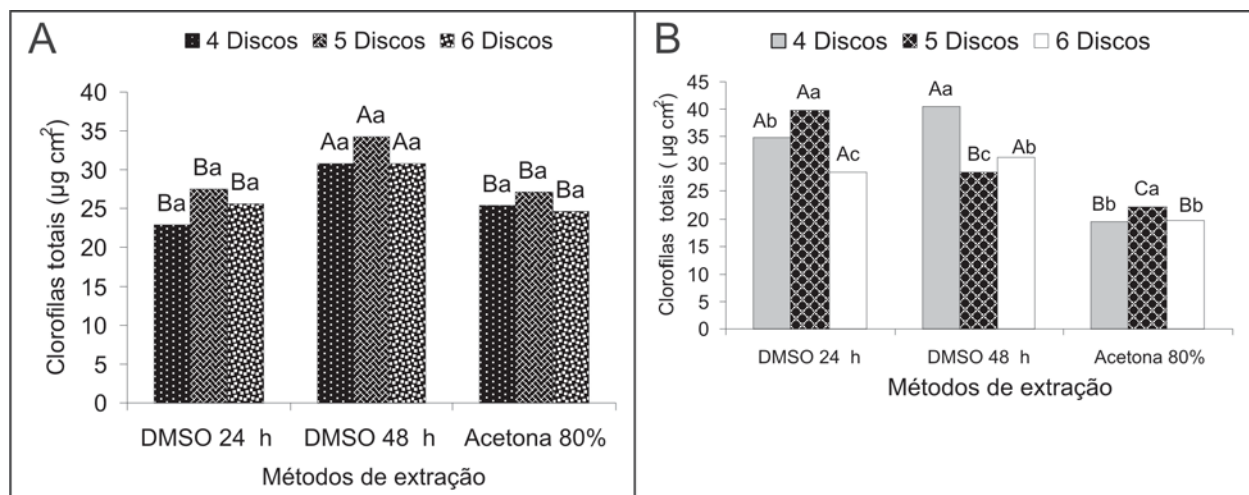 A
4 Discos 5 Discos 6 Discos
Clorofilas totais (µg cm²)
40
35
30
25
20
15
10
5
0
Ba Ba Ba
Aa Aa Aa
Ba Ba Ba
DMSO 24 h DMSO 48 h Acetona 80%
Métodos de extração
B
4 Discos 5 Discos 6 Discos
Clorofilas totais ( µg cm²)
45
40
35
30
25
20
15
10
5
0
Ab Aa Ac
Aa Bc Ab
Bb Ca Bb
DMSO 24 h DMSO 48 h Acetona 80%
Métodos de extração